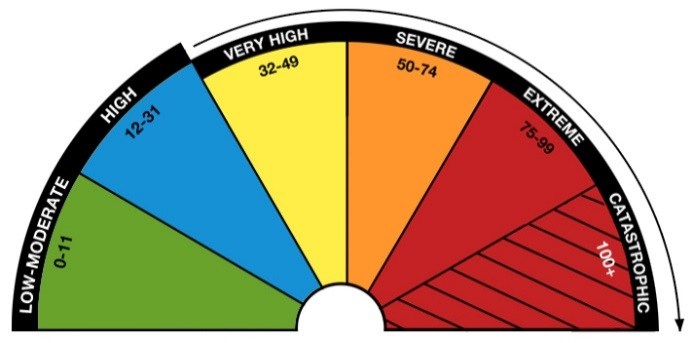 LOW-MODERATE
0-11
HIGH
12-31
VERY HIGH
32-49
SEVERE
50-74
EXTREME
75-99
CATASTROPHIC
100+